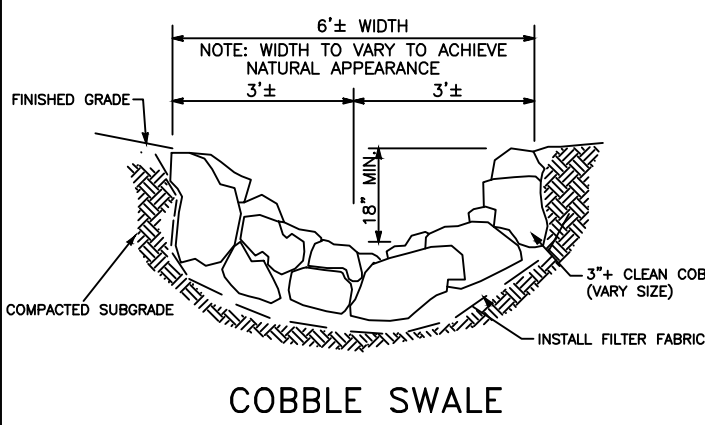 6'± WIDTH
NOTE: WIDTH TO VARY TO ACHIEVE
NATURAL APPEARANCE
3'±
3'±
FINISHED GRADE
18" MIN.
3"+ CLEAN COB
(VARY SIZE)
COMPACTED SUBGRADE
INSTALL FILTER FABRIC
COBBLE SWALE